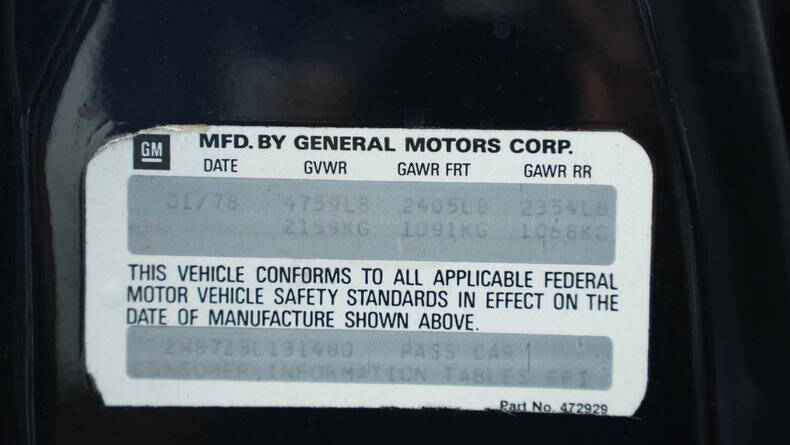 GM MFD. BY GENERAL MOTORS CORP.
DATE GVWR GAWR FRT GAWR RR
01/78 4759LB 2405LB 2354LB
2159KG 1091KG 1068KG
THIS VEHICLE CONFORMS TO ALL APPLICABLE FEDERAL
MOTOR VEHICLE SAFETY STANDARDS IN EFFECT ON THE
DATE OF MANUFACTURE SHOWN ABOVE.
2W87Z8L131480 PASS CAR
CONSUMER INFORMATION TABLES
Part No. 472929